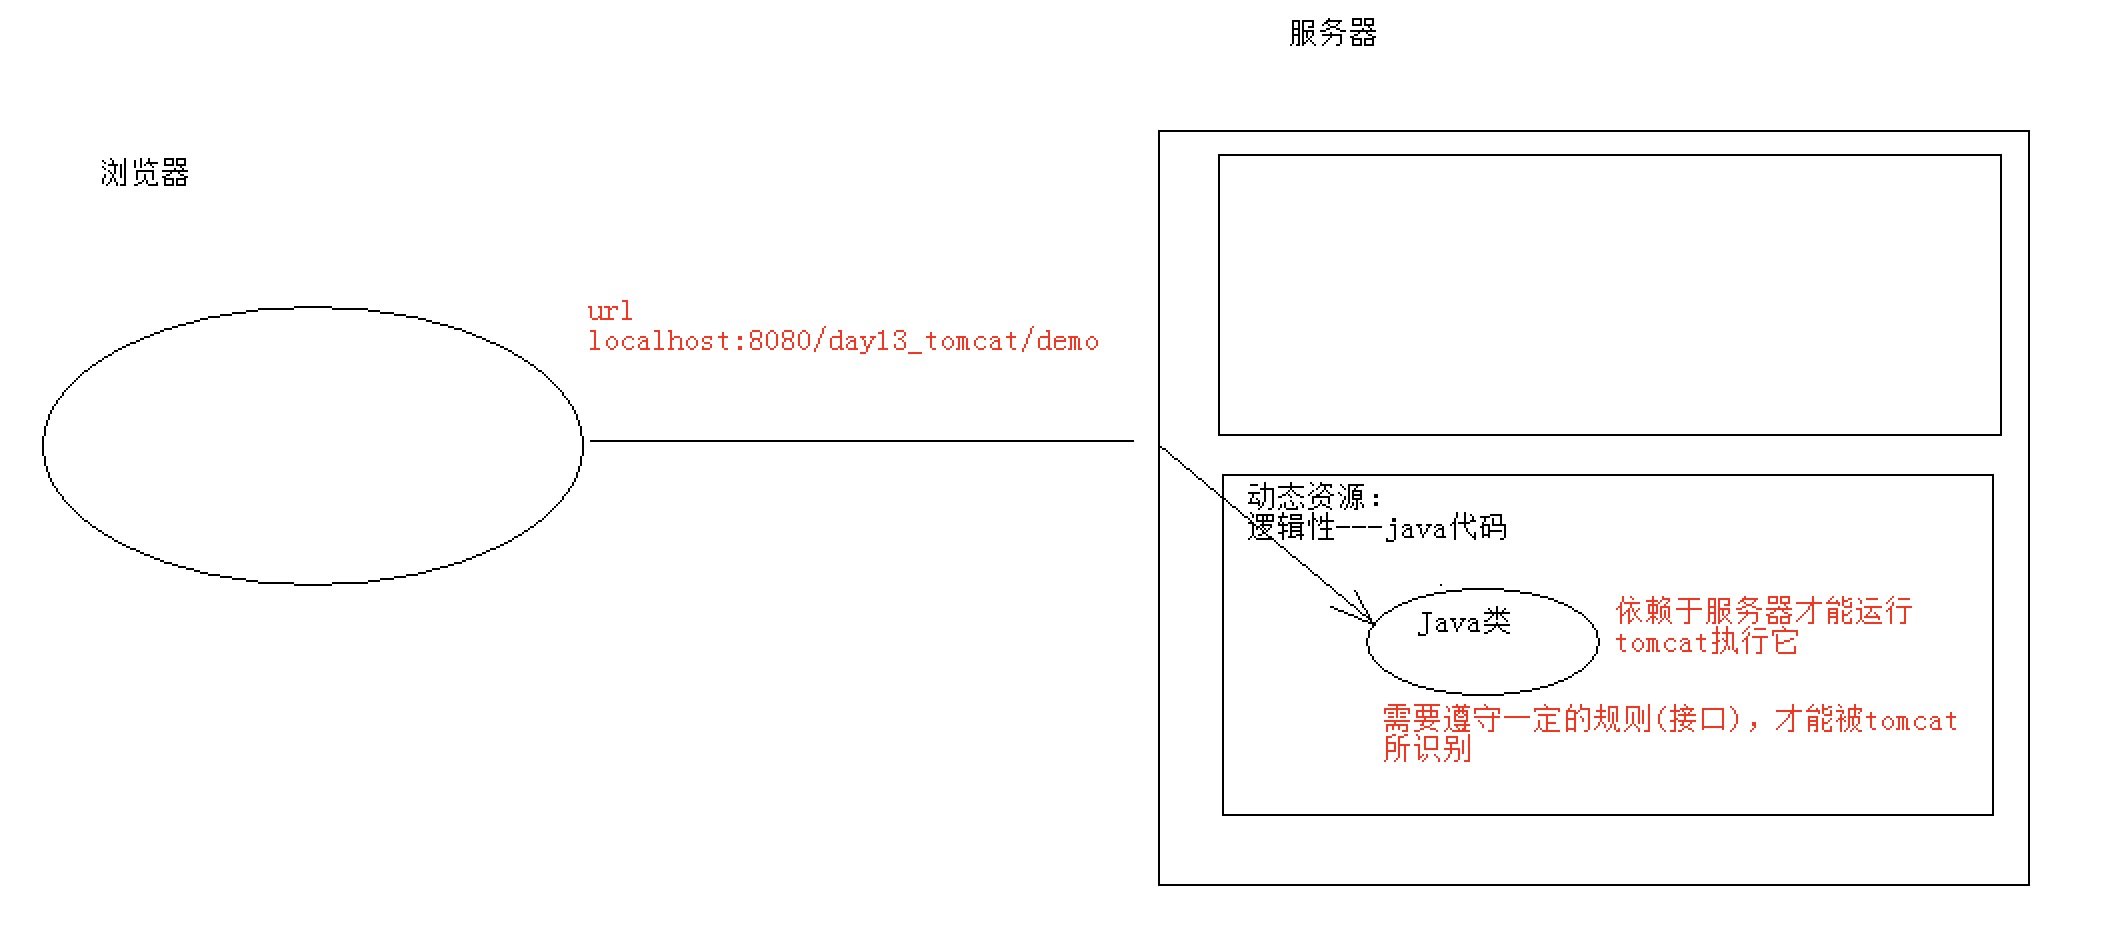 服务器
浏览器
url
localhost:8080/day13_tomcat/demo
动态资源：
逻辑性---java代码
Java类
依赖于服务器才能运行
tomcat执行它
需要遵守一定的规则(接口)，才能被tomcat
所识别